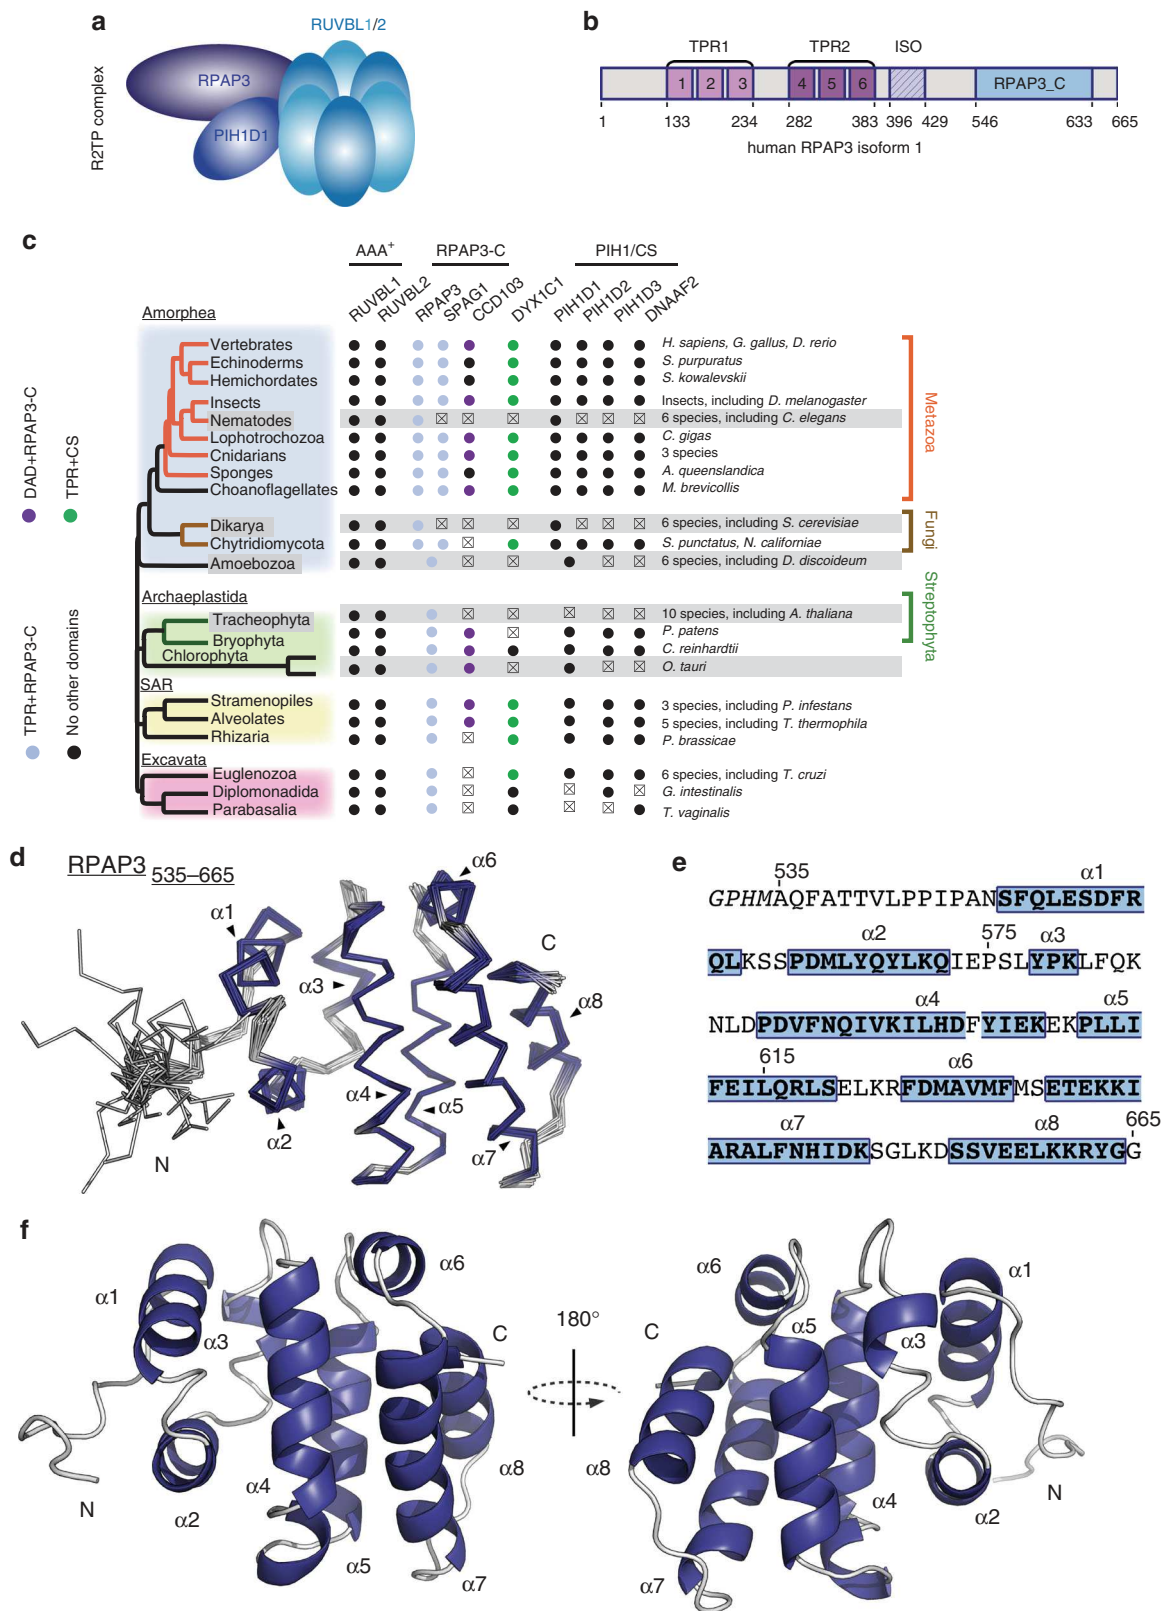 a
RUVBL1/2
RPAP3
PIH1D1
R2TP complex
b
TPR1 TPR2 ISO
1 2 3 4 5 6 RPAP3_C
1 133 234 282 383 396 429 546 633 665
human RPAP3 isoform 1
c
DAD+RPAP3-C
TPR+CS
TPR+RPAP3-C
No other domains
AAA+ RPAP3-C PIH1/CS
RUVBL1 RUVBL2 RPAP3 SPAG1 CCD103 DYX1C1 PIH1D1 PIH1D2 PIH1D3 DNAAF2
Amorphea
Vertebrates H. sapiens, G. gallus, D. rerio
Echinoderms S. purpuratus
Hemichordates S. kowalevskii
Insects Insects, including D. melanogaster
Nematodes 6 species, including C. elegans
Lophotrochozoa C. gigas
Cnidarians 3 species
Sponges A. queenslandica
Choanoflagellates M. brevicollis
Metazoa
Dikarya 6 species, including S. cerevisiae
Chytridiomycota S. punctatus, N. californiae
Fungi
Amoebozoa 6 species, including D. discoideum
Archaeplastida
Tracheophyta 10 species, including A. thaliana
Bryophyta P. patens
Streptophyta
Chlorophyta C. reinhardtii
O. tauri
SAR
Stramenopiles 3 species, including P. infestans
Alveolates 5 species, including T. thermophila
Rhizaria P. brassicae
Excavata
Euglenozoa 6 species, including T. cruzi
Diplomonadida G. intestinalis
Parabasalia T. vaginalis
d
RPAP3 535–665
α1
α6
C
α3
α8
α4
α5
α2
α7
N
e
535 α1
GPHMAQFATTVLPPIPANSFQLESDFR
α2 575 α3
QLKSSPDMLYQYLKQIEPSLYPKLFQK
α4 α5
NLDPDVFNQIVKILHDFYIEKEKPLLI
615 α6
FEILQRLSELKRFDMAVMFMSETEKKI
α7 α8 665
ARALFNHIDKSGLKDSSVEELKKRYGG
f
α6
α1
α3
C
α4
α8
N
α2
α5
α7
180°
α6
α1
α5
α3
C
α8
α4
N
α2
α7